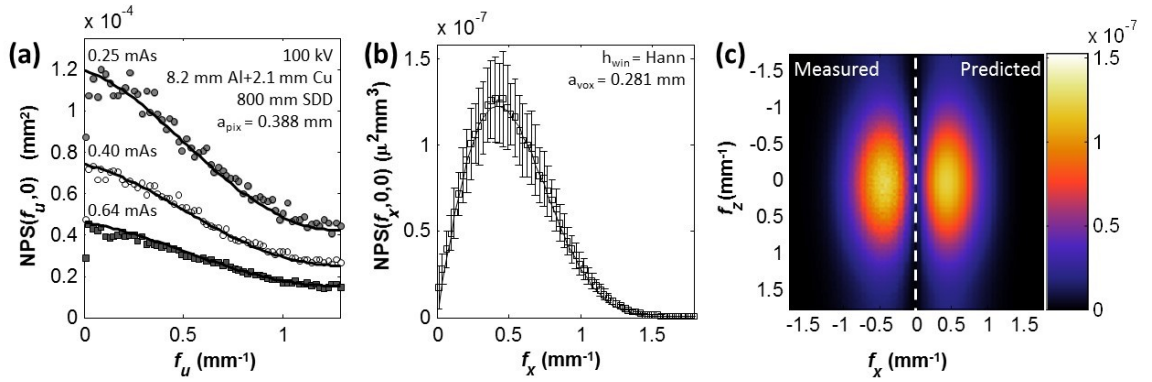 (a)
x 10⁻⁴
NPS(f_u,0) (mm²)
1.2
1
0.8
0.6
0.4
0.2
0
0.25 mAs
0.40 mAs
0.64 mAs
100 kV
8.2 mm Al+2.1 mm Cu
800 mm SDD
a_pix = 0.388 mm
0 0.5 1
f_u (mm⁻¹)
(b)
x 10⁻⁷
NPS(f_x,0,0) (μ²mm³)
1.5
1
0.5
0
h_win = Hann
a_vox = 0.281 mm
0 0.5 1 1.5
f_x (mm⁻¹)
(c)
x 10⁻⁷
Measured Predicted
f_z (mm⁻¹)
-1.5
-1
-0.5
0
0.5
1
1.5
-1.5 -1 -0.5 0 0.5 1 1.5
f_x (mm⁻¹)
1.5
1
0.5
0